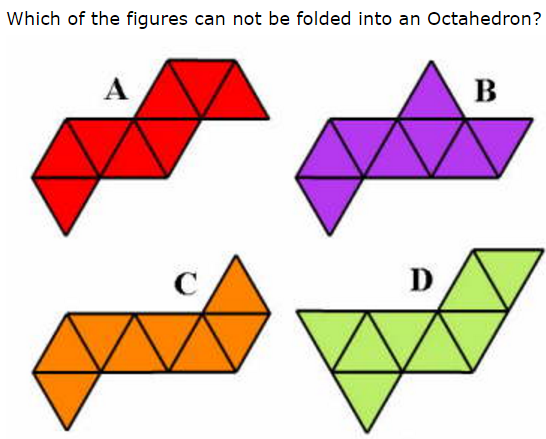 Which of the figures can not be folded into an Octahedron?
A
B
C
D